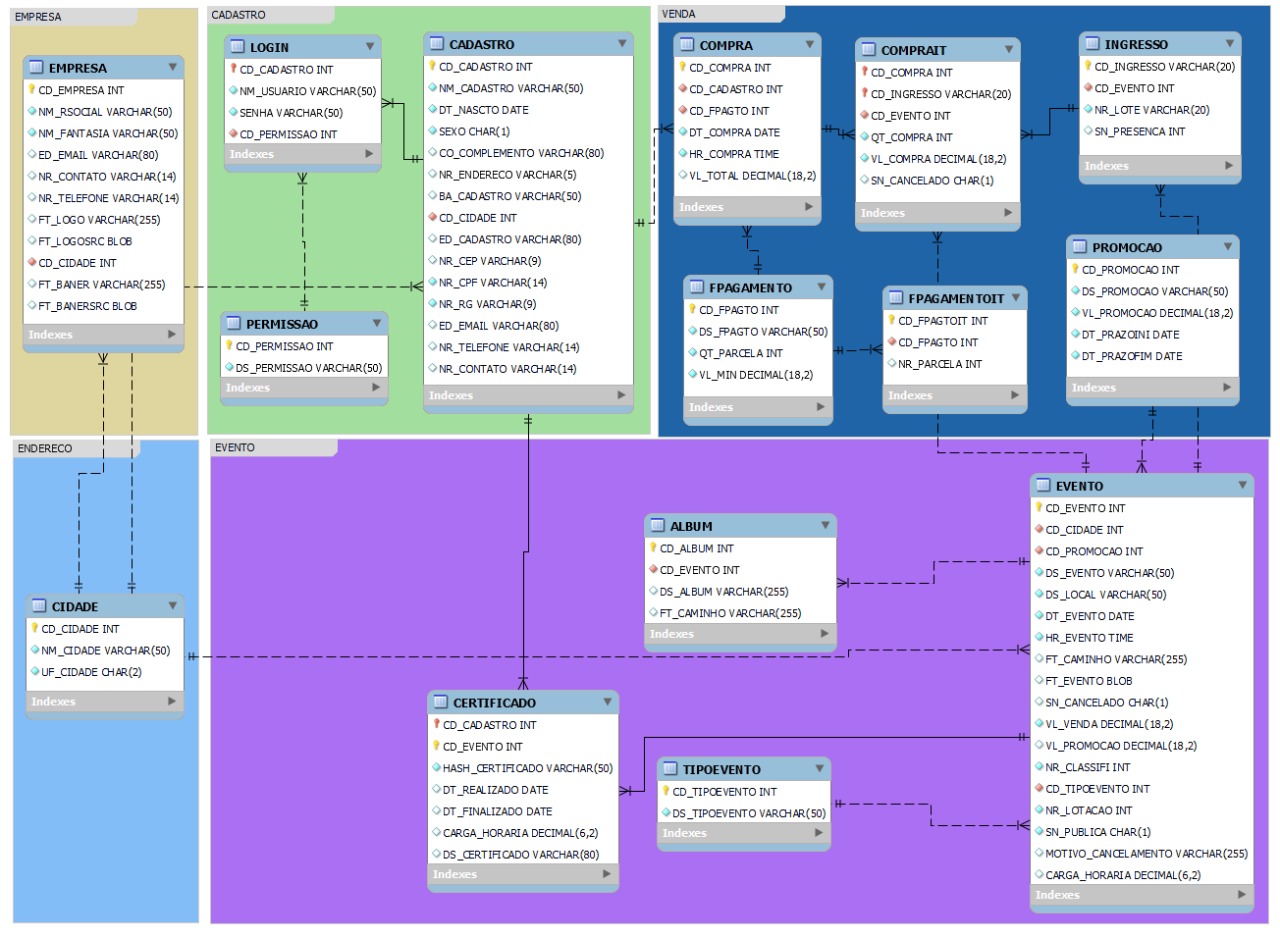 EMPRESA
EMPRESA
CD_EMPRESA INT
NM_RSOCIAL VARCHAR(50)
NM_FANTASIA VARCHAR(50)
ED_EMAIL VARCHAR(80)
NR_CONTATO VARCHAR(14)
NR_TELEFONE VARCHAR(14)
FT_LOGO VARCHAR(255)
FT_LOGOSRC BLOB
CD_CIDADE INT
FT_BANER VARCHAR(255)
FT_BANERSRC BLOB
Indexes
CADASTRO
LOGIN
CD_CADASTRO INT
NM_USUARIO VARCHAR(50)
SENHA VARCHAR(50)
CD_PERMISSAO INT
Indexes
PERMISSAO
CD_PERMISSAO INT
DS_PERMISSAO VARCHAR(50)
Indexes
CADASTRO
CD_CADASTRO INT
NM_CADASTRO VARCHAR(50)
DT_NASCTO DATE
SEXO CHAR(1)
CO_COMPLEMENTO VARCHAR(80)
NR_ENDERECO VARCHAR(5)
BA_CADASTRO VARCHAR(50)
CD_CIDADE INT
ED_CADASTRO VARCHAR(80)
NR_CEP VARCHAR(9)
NR_CPF VARCHAR(14)
NR_RG VARCHAR(9)
ED_EMAIL VARCHAR(80)
NR_TELEFONE VARCHAR(14)
NR_CONTATO VARCHAR(14)
Indexes
VENDA
COMPRA
CD_COMPRA INT
CD_CADASTRO INT
CD_FPAGTO INT
DT_COMPRA DATE
HR_COMPRA TIME
VL_TOTAL DECIMAL(18,2)
Indexes
COMPRAIT
CD_COMPRA INT
CD_INGRESSO VARCHAR(20)
CD_EVENTO INT
QT_COMPRA INT
VL_COMPRA DECIMAL(18,2)
SN_CANCELADO CHAR(1)
Indexes
INGRESSO
CD_INGRESSO VARCHAR(20)
CD_EVENTO INT
NR_LOTE VARCHAR(20)
SN_PRESENCA INT
Indexes
FPAGAMENTO
CD_FPAGTO INT
DS_FPAGTO VARCHAR(50)
QT_PARCELA INT
VL_MIN DECIMAL(18,2)
Indexes
FPAGAMENTOIT
CD_FPAGTOIT INT
CD_FPAGTO INT
NR_PARCELA INT
Indexes
PROMOCAO
CD_PROMOCAO INT
DS_PROMOCAO VARCHAR(50)
VL_PROMOCAO DECIMAL(18,2)
DT_PRAZOINI DATE
DT_PRAZOFIM DATE
Indexes
ENDERECO
CIDADE
CD_CIDADE INT
NM_CIDADE VARCHAR(50)
UF_CIDADE CHAR(2)
Indexes
EVENTO
ALBUM
CD_ALBUM INT
CD_EVENTO INT
DS_ALBUM VARCHAR(255)
FT_CAMINHO VARCHAR(255)
Indexes
CERTIFICADO
CD_CADASTRO INT
CD_EVENTO INT
HASH_CERTIFICADO VARCHAR(50)
DT_REALIZADO DATE
DT_FINALIZADO DATE
CARGA_HORARIA DECIMAL(6,2)
DS_CERTIFICADO VARCHAR(80)
Indexes
TIPOEVENTO
CD_TIPOEVENTO INT
DS_TIPOEVENTO VARCHAR(50)
Indexes
EVENTO
CD_EVENTO INT
CD_CIDADE INT
CD_PROMOCAO INT
DS_EVENTO VARCHAR(50)
DS_LOCAL VARCHAR(50)
DT_EVENTO DATE
HR_EVENTO TIME
FT_CAMINHO VARCHAR(255)
FT_EVENTO BLOB
SN_CANCELADO CHAR(1)
VL_VENDA DECIMAL(18,2)
VL_PROMOCAO DECIMAL(18,2)
NR_CLASSIFI INT
CD_TIPOEVENTO INT
NR_LOTACAO INT
SN_PUBLICA CHAR(1)
MOTIVO_CANCELAMENTO VARCHAR(255)
CARGA_HORARIA DECIMAL(6,2)
Indexes